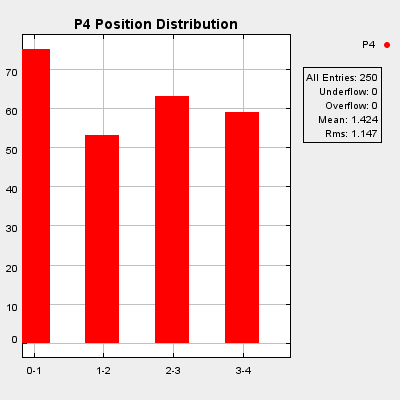 P4 Position Distribution
P4
All Entries: 250
Underflow: 0
Overflow: 0
Mean: 1.424
Rms: 1.147
70
60
50
40
30
20
10
0
0-1 1-2 2-3 3-4